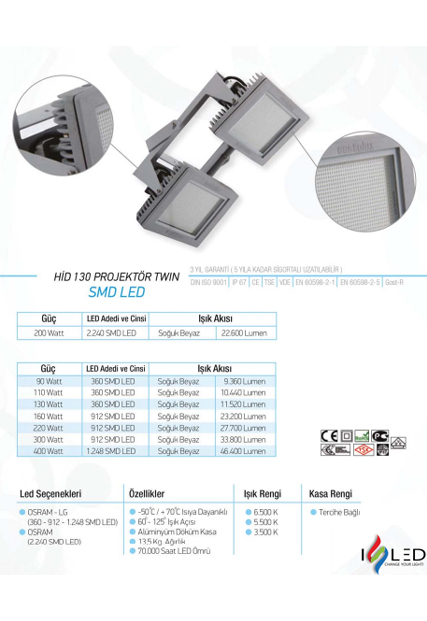 HİD 130 PROJEKTÖR TWIN
SMD LED
3 YIL GARANTİ ( 5 YILA KADAR SİGORTALI UZATILABİLİR )
DIN ISO 9001 | IP 67 | CE | TSE | VDE | EN 60598-2-1 | EN 60598-2-5 | Gost-R
Güç LED Adedi ve Cinsi Işık Akısı
200 Watt 2.240 SMD LED Soğuk Beyaz 22.600 Lumen
Güç LED Adedi ve Cinsi Işık Akısı
90 Watt 360 SMD LED Soğuk Beyaz 9.360 Lumen
110 Watt 360 SMD LED Soğuk Beyaz 10.440 Lumen
130 Watt 360 SMD LED Soğuk Beyaz 11.520 Lumen
160 Watt 912 SMD LED Soğuk Beyaz 23.200 Lumen
220 Watt 912 SMD LED Soğuk Beyaz 27.700 Lumen
300 Watt 912 SMD LED Soğuk Beyaz 33.800 Lumen
400 Watt 1.248 SMD LED Soğuk Beyaz 46.400 Lumen
CE RoHS
TSE
Led Seçenekleri
OSRAM - LG
(360 - 912 - 1.248 SMD LED)
OSRAM
(2.240 SMD LED)
Özellikler
-50˚C / + 70˚C Isıya Dayanıklı
60˚ - 125˚ Işık Açısı
Alüminyum Döküm Kasa
13,5 Kg. Ağırlık
70.000 Saat LED Ömrü
Işık Rengi
6.500 K
5.500 K
3.500 K
Kasa Rengi
Tercihe Bağlı
LED
CHANGE YOUR LIGHT!